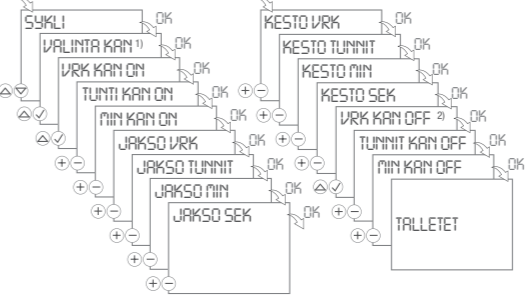 SYKLI OK
VALINTA KAN 1) OK
VRK KAN ON OK
TUNTI KAN ON OK
MIN KAN ON OK
JAKSO VRK OK
JAKSO TUNNIT OK
JAKSO MIN OK
JAKSO SEK OK
KESTO VRK OK
KESTO TUNNIT OK
KESTO MIN OK
KESTO SEK OK
VRK KAN OFF 2) OK
TUNNIT KAN OFF OK
MIN KAN OFF OK
TALLETET